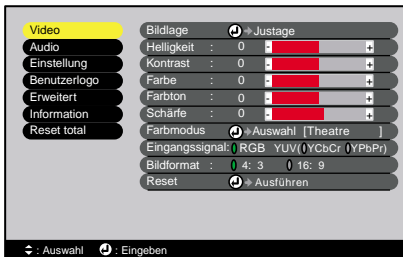 Video
Audio
Einstellung
Benutzerlogo
Erweitert
Information
Reset total
Bildlage Justage
Helligkeit : 0 - +
Kontrast : 0 - +
Farbe : 0 - +
Farbton : 0 - +
Schärfe : 0 - +
Farbmodus Auswahl [Theatre ]
Eingangssignal: RGB YUV( YCbCr YPbPr)
Bildformat : 4: 3 16: 9
Reset Ausführen
: Auswahl : Eingeben